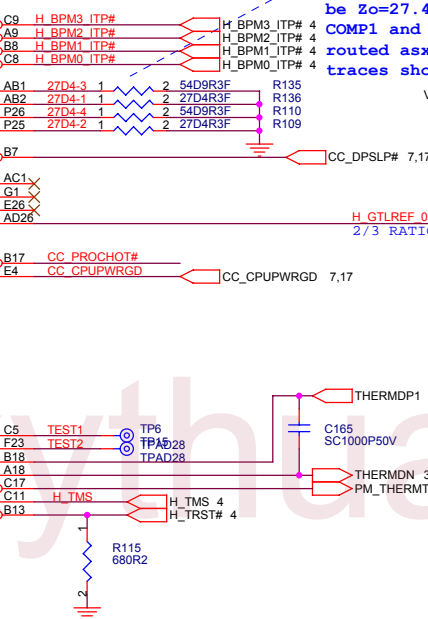 be Zo=27.4
COMP1 and
routed as
traces sho
C9 H_BPM3_ITP# H_BPM3_ITP# 4
A9 H_BPM2_ITP# H_BPM2_ITP# 4
B8 H_BPM1_ITP# H_BPM1_ITP# 4
C8 H_BPM0_ITP# H_BPM0_ITP# 4
AB1 27D4-3 1 2 54D9R3F R135
AB2 27D4-1 1 2 27D4R3F R136
P26 27D4-4 1 2 54D9R3F R110
P25 27D4-2 1 2 27D4R3F R109
B7 CC_DPSLP# 7,17
AC1
G1
E26
AD26 H_GTLREF_0
2/3 RATI
B17 CC_PROCHOT#
E4 CC_CPUPWRGD CC_CPUPWRGD 7,17
THERMDP1
C5 TEST1 TP6
F23 TEST2 TP15
TPAD28
B18 TPAD28
C165
SC1000P50V
A18 THERMDN 3
C17 PM_THERMT
C11 H_TMS H_TMS 4
B13 H_TRST# 4
1
R115
680R2
2
ythua